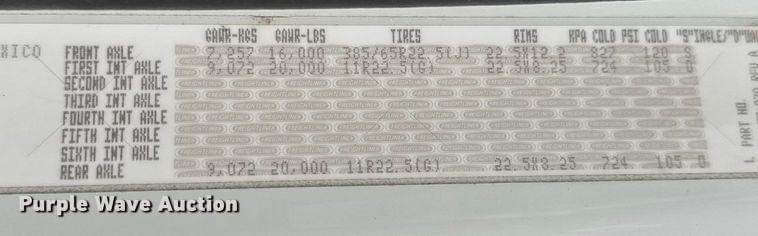 GAWR-KGS GAWR-LBS TIRES RIMS KPA COLD PSI COLD "S"INGLE/"D"UAL
XICO FRONT AXLE 7,257 16,000 385/65R22.5(J) 22.5X12.2 827 120 S
FIRST INT AXLE 9,072 20,000 11R22.5(G) 22.5X8.25 724 105 D
SECOND INT AXLE
THIRD INT AXLE
FOURTH INT AXLE
FIFTH INT AXLE
SIXTH INT AXLE
REAR AXLE 9,072 20,000 11R22.5(G) 22.5X8.25 724 105 D
L PART NO.
REV A
Purple Wave Auction